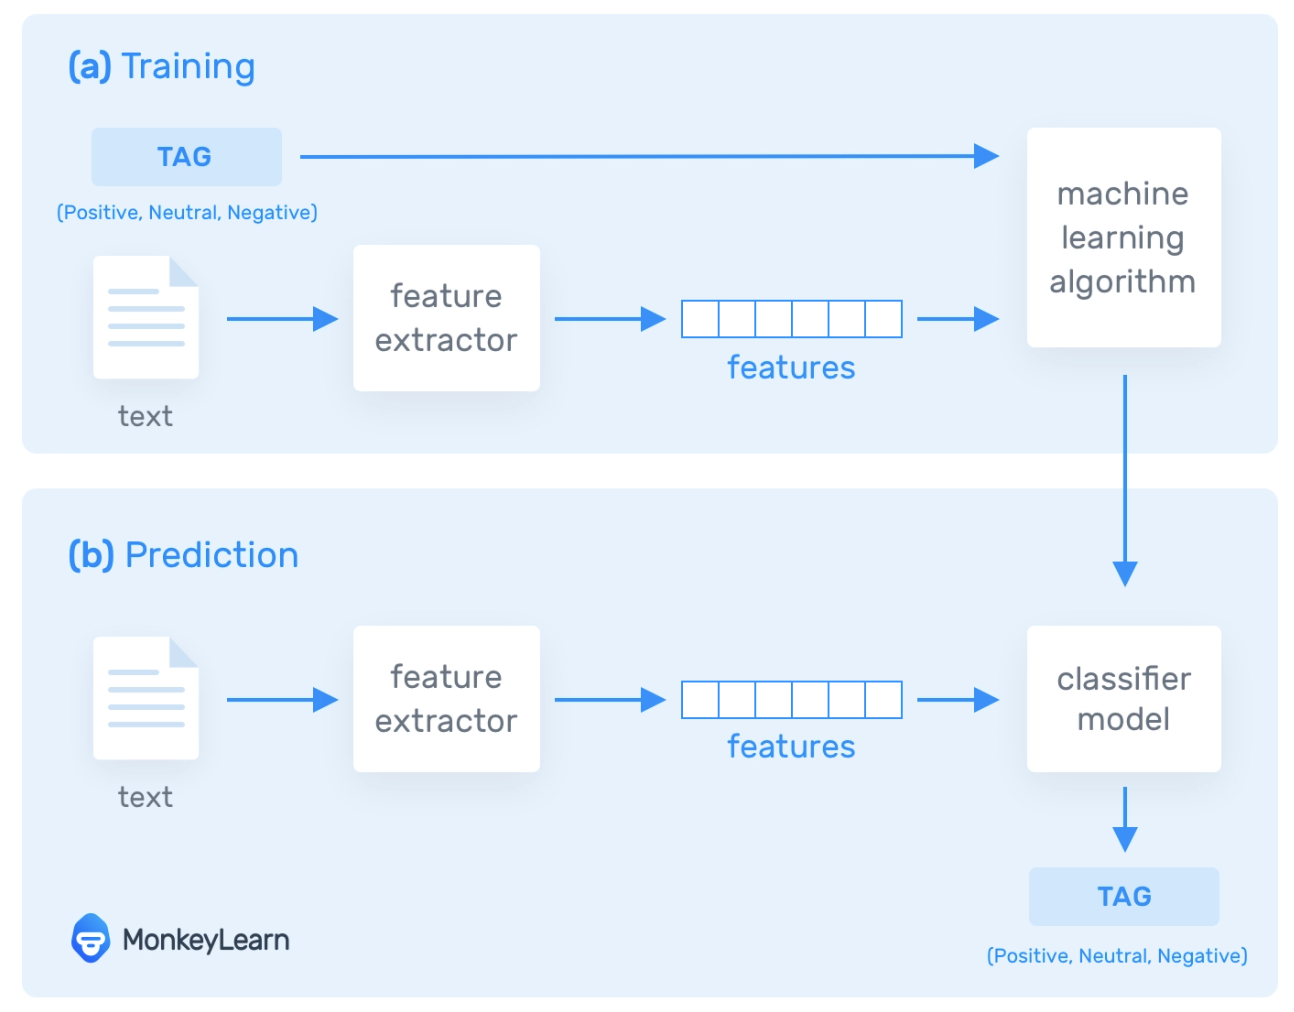 (a) Training
TAG
(Positive, Neutral, Negative)
machine
learning
algorithm
feature
extractor
features
text
(b) Prediction
feature
extractor
features
classifier
model
text
TAG
(Positive, Neutral, Negative)
MonkeyLearn